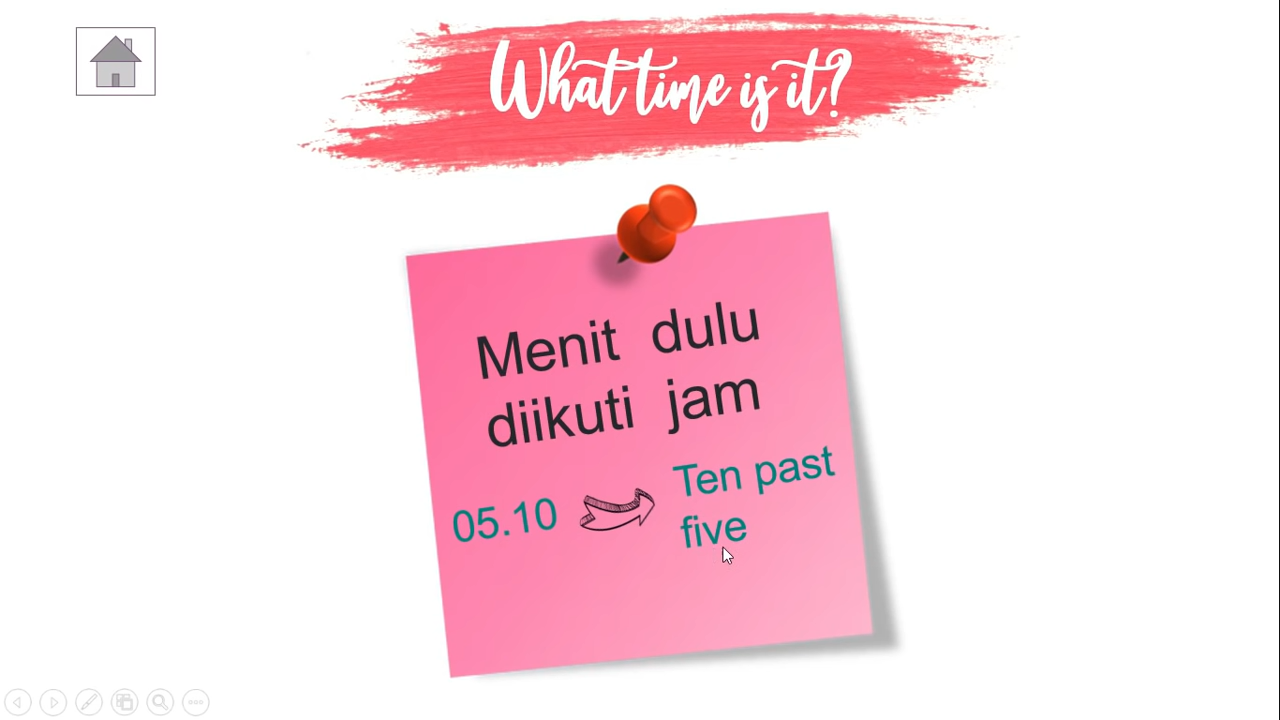 What time is it?
Menit dulu
diikuti jam
05.10
Ten past
five